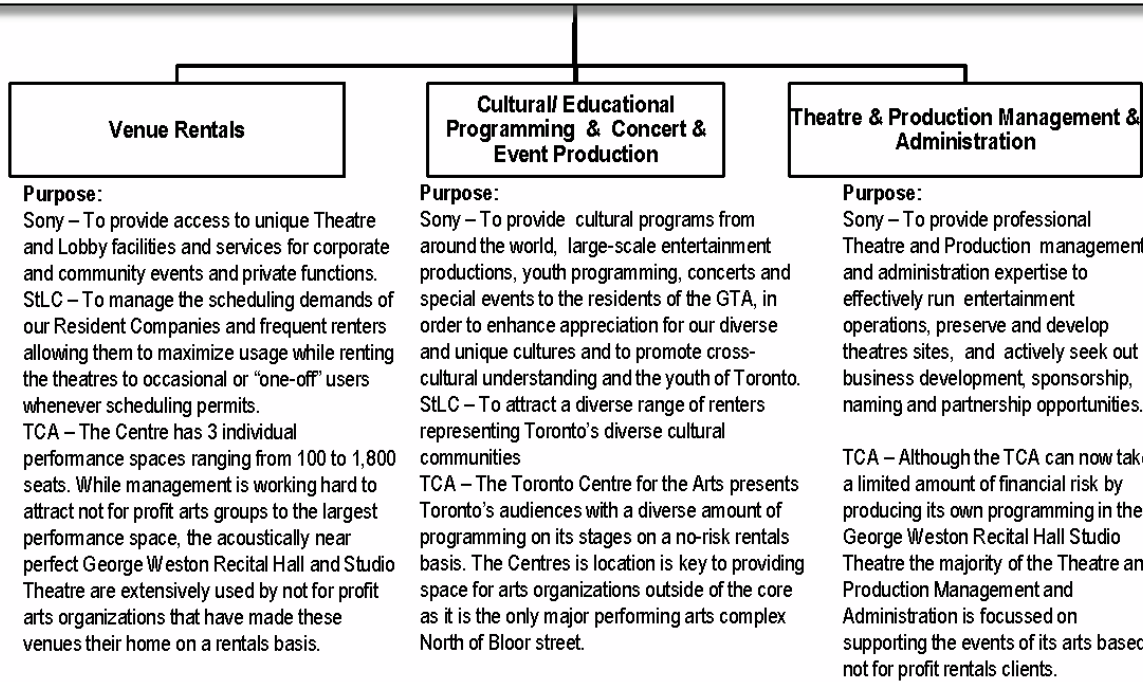 Venue Rentals
Cultural/ Educational
Programming & Concert &
Event Production
Theatre & Production Management &
Administration
Purpose:
Sony – To provide access to unique Theatre
and Lobby facilities and services for corporate
and community events and private functions.
StLC – To manage the scheduling demands of
our Resident Companies and frequent renters
allowing them to maximize usage while renting
the theatres to occasional or “one-off” users
whenever scheduling permits.
TCA – The Centre has 3 individual
performance spaces ranging from 100 to 1,800
seats. While management is working hard to
attract not for profit arts groups to the largest
performance space, the acoustically near
perfect George Weston Recital Hall and Studio
Theatre are extensively used by not for profit
arts organizations that have made these
venues their home on a rentals basis.
Purpose:
Sony – To provide cultural programs from
around the world, large-scale entertainment
productions, youth programming, concerts and
special events to the residents of the GTA, in
order to enhance appreciation for our diverse
and unique cultures and to promote cross-
cultural understanding and the youth of Toronto.
StLC – To attract a diverse range of renters
representing Toronto’s diverse cultural
communities
TCA – The Toronto Centre for the Arts presents
Toronto’s audiences with a diverse amount of
programming on its stages on a no-risk rentals
basis. The Centres is location is key to providing
space for arts organizations outside of the core
as it is the only major performing arts complex
North of Bloor street.
Purpose:
Sony – To provide professional
Theatre and Production management
and administration expertise to
effectively run entertainment
operations, preserve and develop
theatres sites, and actively seek out
business development, sponsorship,
naming and partnership opportunities.
TCA – Although the TCA can now take
a limited amount of financial risk by
producing its own programming in the
George Weston Recital Hall Studio
Theatre the majority of the Theatre an
Production Management and
Administration is focussed on
supporting the events of its arts based
not for profit rentals clients.